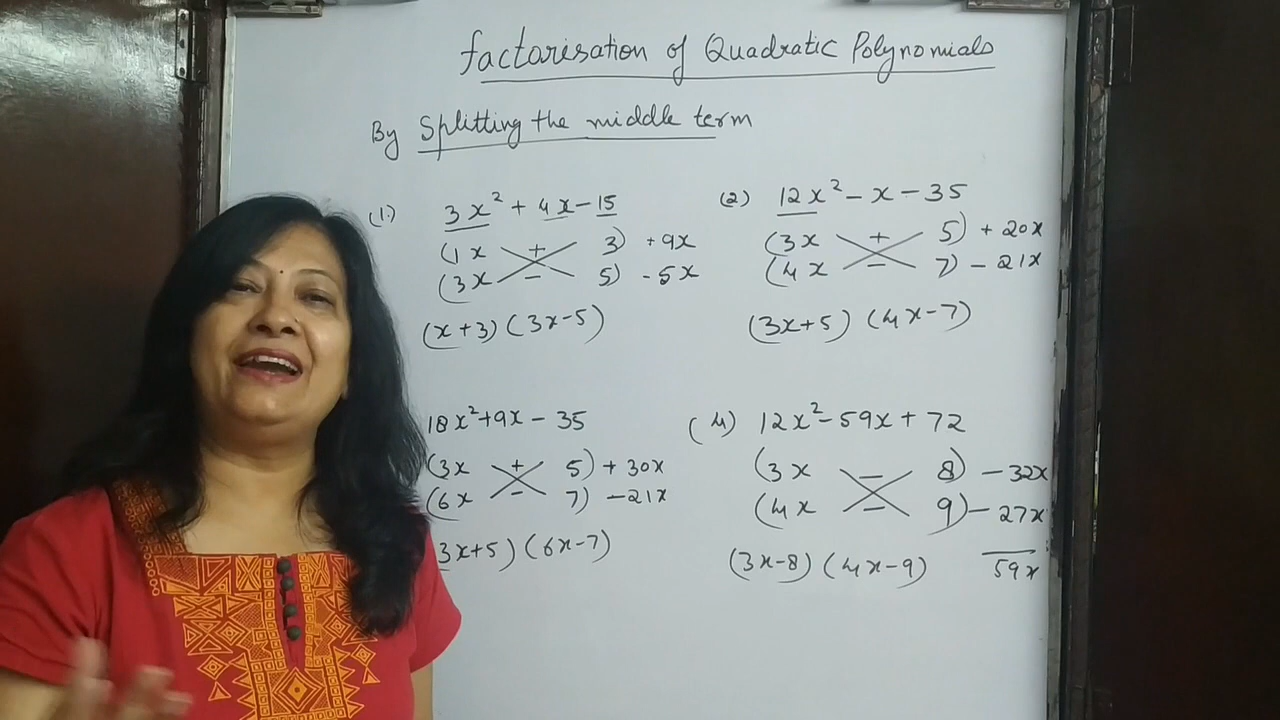 factarisation of Quadratic Polynomials
By Splitting the middle term
(1) 3x² + 4x - 15
(1x + 3) + 9x
(3x - 5) - 5x
(x+3) (3x-5)
(2) 12x² - x - 35
(3x + 5) + 20x
(4x - 7) - 21x
(3x+5) (4x-7)
18x²+9x - 35
(3x + 5) + 30x
(6x - 7) - 21x
3x+5) (6x-7)
(4) 12x² - 59x + 72
(3x - 8) - 32x
(4x - 9) - 27x
(3x-8) (4x-9) 59x